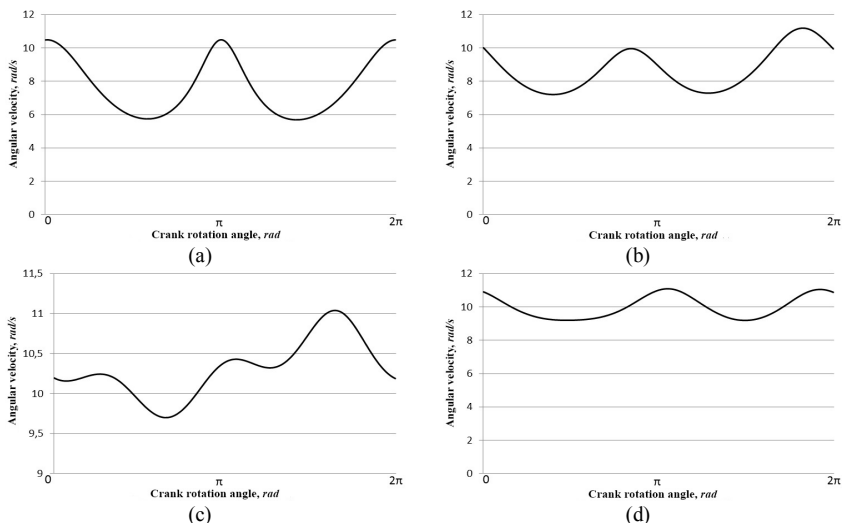 12
10
8
6
4
2
0
Angular velocity, rad/s
0 π 2π
Crank rotation angle, rad
(a)
12
10
8
6
4
2
0
Angular velocity, rad/s
0 π 2π
Crank rotation angle, rad
(b)
11,5
11
10,5
10
9,5
9
Angular velocity, rad/s
0 π 2π
Crank rotation angle, rad
(c)
12
10
8
6
4
2
0
Angular velocity, rad/s
0 π 2π
Crank rotation angle, rad
(d)